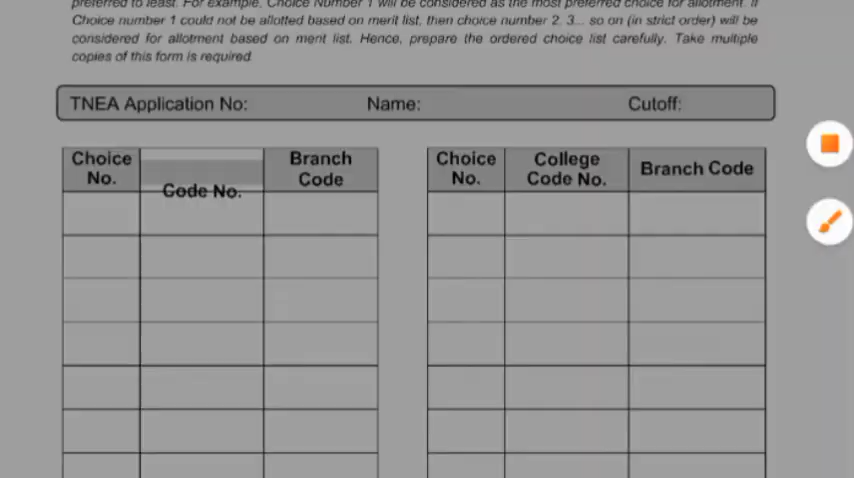 preferred to least. For example, Choice Number 1 will be considered as the most preferred choice for allotment. If
Choice number 1 could not be allotted based on merit list, then choice number 2, 3... so on (in strict order) will be
considered for allotment based on merit list. Hence, prepare the ordered choice list carefully. Take multiple
copies of this form is required
TNEA Application No: Name: Cutoff:
Choice No. Code No. Branch Code
Choice No. College Code No. Branch Code